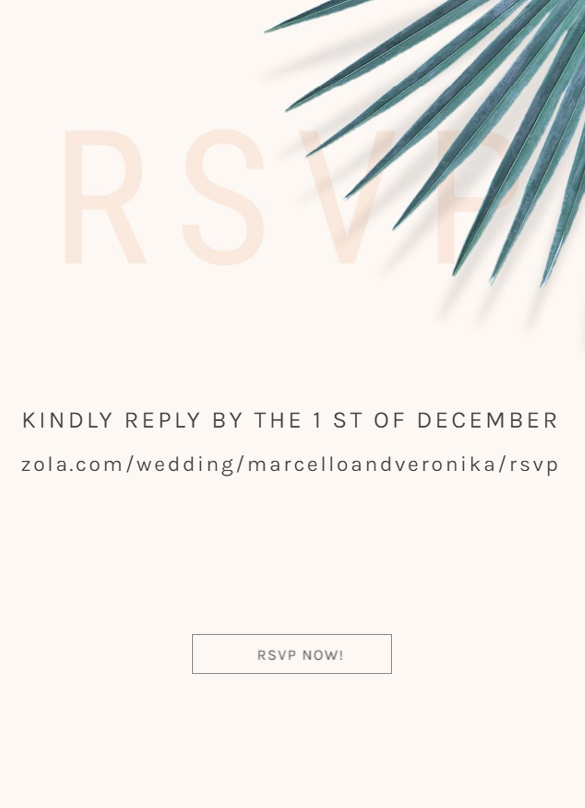 RSVP
KINDLY REPLY BY THE 1 ST OF DECEMBER
zola.com/wedding/marcelloandveronika/rsvp
RSVP NOW!